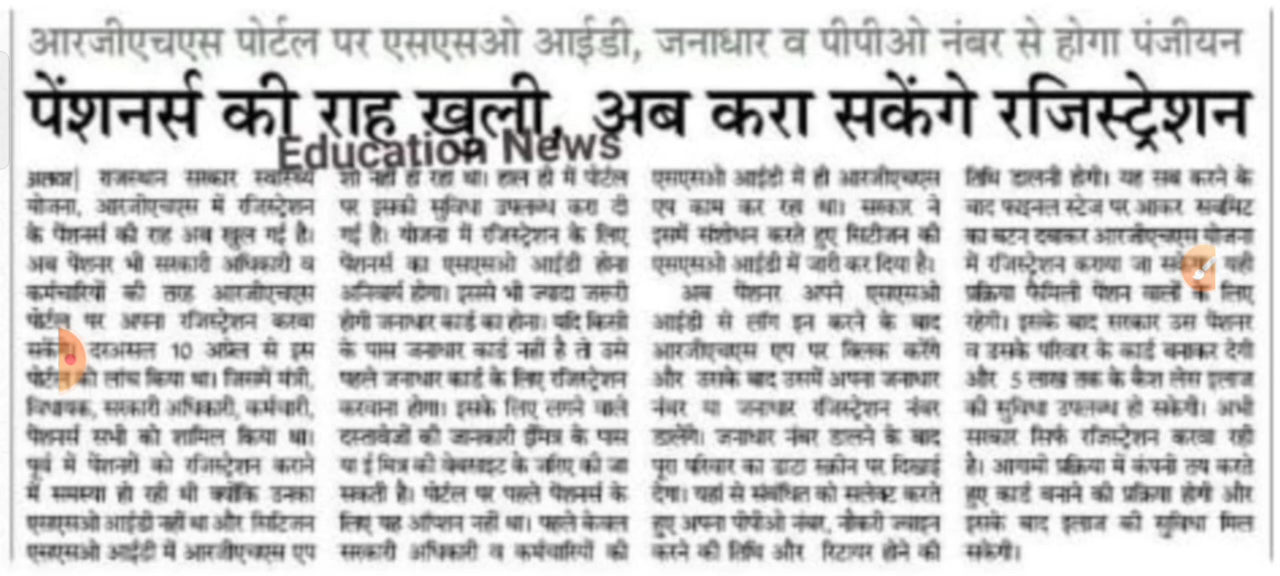 आरजीएचएस पोर्टल पर एसएसओ आईडी, जनाधार व पीपीओ नंबर से होगा पंजीयन
पेंशनर्स की राह खुली, अब करा सकेंगे रजिस्ट्रेशन
Education News
अलवर| राजस्थान सरकार स्वास्थ्य
योजना, आरजीएचएस में रजिस्ट्रेशन
के पेंशनर्स की राह अब खुल गई है।
अब पेंशनर भी सरकारी अधिकारी व
कर्मचारियों की तरह आरजीएचएस
पोर्टल पर अपना रजिस्ट्रेशन करवा
सकेंगे। दरअसल 10 अप्रेल से इस
पोर्टल को लांच किया था। जिसमें मंत्री,
विधायक, सरकारी अधिकारी, कर्मचारी,
पेंशनर्स सभी को शामिल किया था।
पूर्व में पेंशनरों को रजिस्ट्रेशन कराने
में समस्या हो रही थी क्योंकि उनका
एसएसओ आईडी नहीं था और सिटिजन
एसएसओ आईडी में आरजीएचएस एप
शो नहीं हो रहा था। हाल ही में पोर्टल
पर इसकी सुविधा उपलब्ध करा दी
गई है। योजना में रजिस्ट्रेशन के लिए
पेंशनर्स का एसएसओ आईडी होना
अनिवार्य होगा। इससे भी ज्यादा जरूरी
होगी जनाधार कार्ड का होना। यदि किसी
के पास जनाधार कार्ड नहीं है तो उसे
पहले जनाधार कार्ड के लिए रजिस्ट्रेशन
करवाना होगा। इसके लिए लगने वाले
दस्तावेजों की जानकारी ईमित्र के पास
या ई मित्र की वेबसाइट के जरिए की जा
सकती है। पोर्टल पर पहले पेंशनर्स के
लिए यह ऑप्शन नहीं था। पहले केवल
सरकारी अधिकारी व कर्मचारियों की
एसएसओ आईडी में ही आरजीएचएस
एप काम कर रहा था। सरकार ने
इसमें संशोधन करते हुए सिटीजन की
एसएसओ आईडी में जारी कर दिया है।
अब पेंशनर अपने एसएसओ
आईडी से लॉग इन करने के बाद
आरजीएचएस एप पर क्लिक करेंगे
और उसके बाद उसमें अपना जनाधार
नंबर या जनाधार रजिस्ट्रेशन नंबर
डालेंगे। जनाधार नंबर डालने के बाद
पूरा परिवार का डाटा स्क्रीन पर दिखाई
देगा। यहां से संबंधित को सलेक्ट करते
हुए अपना पीपीओ नंबर, नौकरी ज्वाइन
करने की तिथि और रिटायर होने की
तिथि डालनी होगी। यह सब करने के
बाद फाइनल स्टेज पर आकर सबमिट
का बटन दबाकर आरजीएचएस योजना
में रजिस्ट्रेशन कराया जा यही
प्रक्रिया फैमिली पेंशन वालों के लिए
रहेगी। इसके बाद सरकार उस पेंशनर
व उसके परिवार के कार्ड बनाकर देगी
और 5 लाख तक के कैश लेस इलाज
की सुविधा उपलब्ध हो सकेगी। अभी
सरकार सिर्फ रजिस्ट्रेशन करवा रही
है। आगामी प्रक्रिया में कंपनी तय करते
हुए कार्ड बनाने की प्रक्रिया होगी और
इसके बाद इलाज की सुविधा मिल
सकेगी।